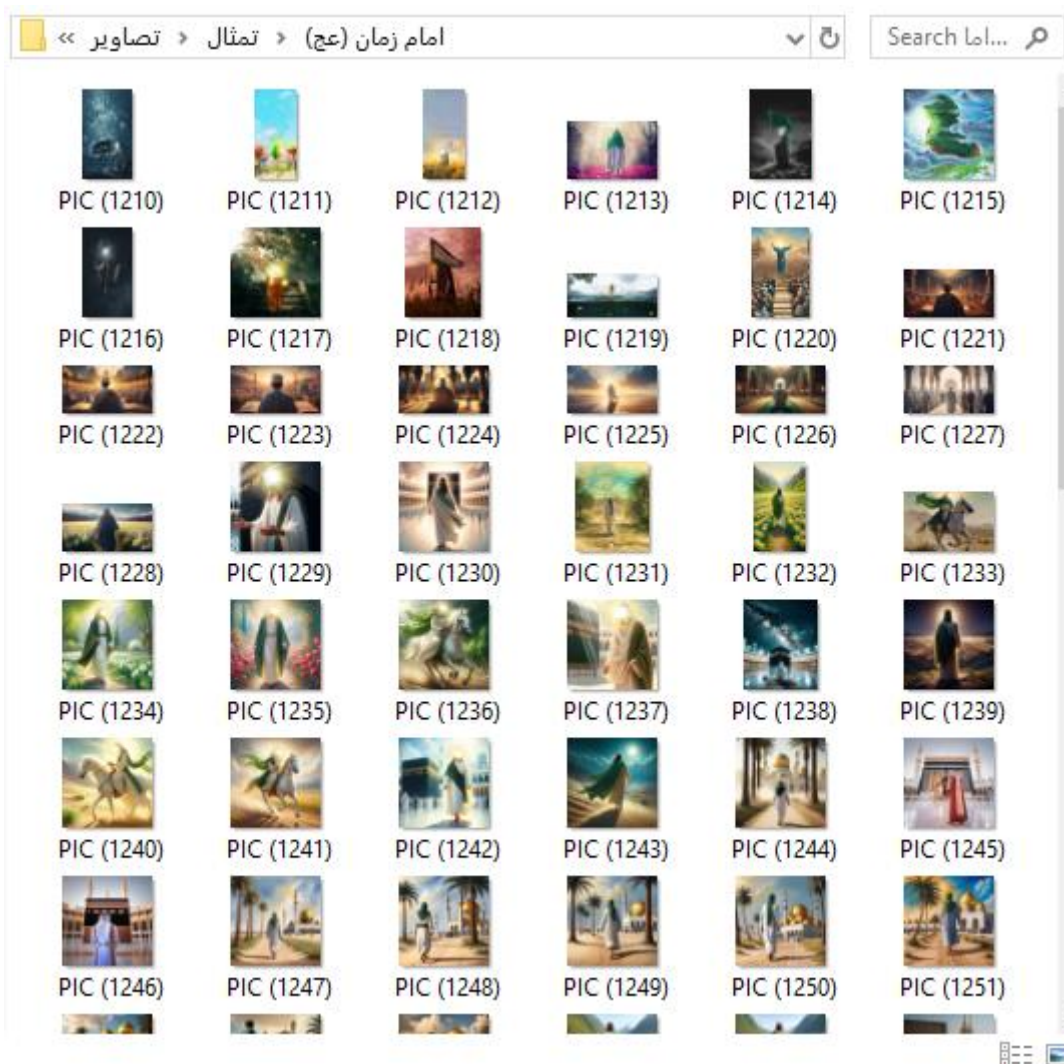 « تصاویر › تمثال › امام زمان (عج)
Search اما...
PIC (1210) PIC (1211) PIC (1212) PIC (1213) PIC (1214) PIC (1215)
PIC (1216) PIC (1217) PIC (1218) PIC (1219) PIC (1220) PIC (1221)
PIC (1222) PIC (1223) PIC (1224) PIC (1225) PIC (1226) PIC (1227)
PIC (1228) PIC (1229) PIC (1230) PIC (1231) PIC (1232) PIC (1233)
PIC (1234) PIC (1235) PIC (1236) PIC (1237) PIC (1238) PIC (1239)
PIC (1240) PIC (1241) PIC (1242) PIC (1243) PIC (1244) PIC (1245)
PIC (1246) PIC (1247) PIC (1248) PIC (1249) PIC (1250) PIC (1251)